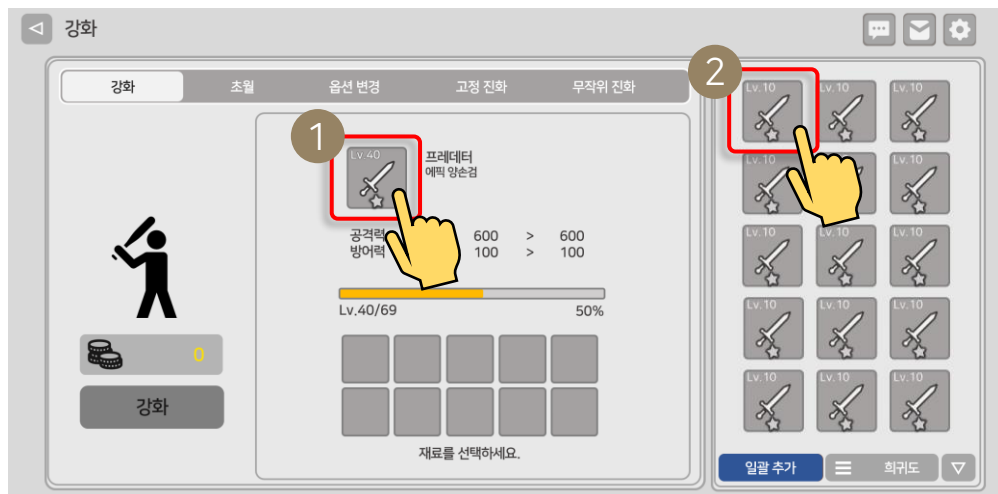 강화
강화 초월 옵션 변경 고정 진화 무작위 진화
1
2
Lv.40
프레데터
에픽 양손검
공격력 600 > 600
방어력 100 > 100
Lv.40/69 50%
0
강화
재료를 선택하세요.
Lv.10 Lv.10 Lv.10
Lv.10 Lv.10
Lv.10 Lv.10 Lv.10
Lv.10 Lv.10 Lv.10
Lv.10 Lv.10 Lv.10
일괄 추가 희귀도